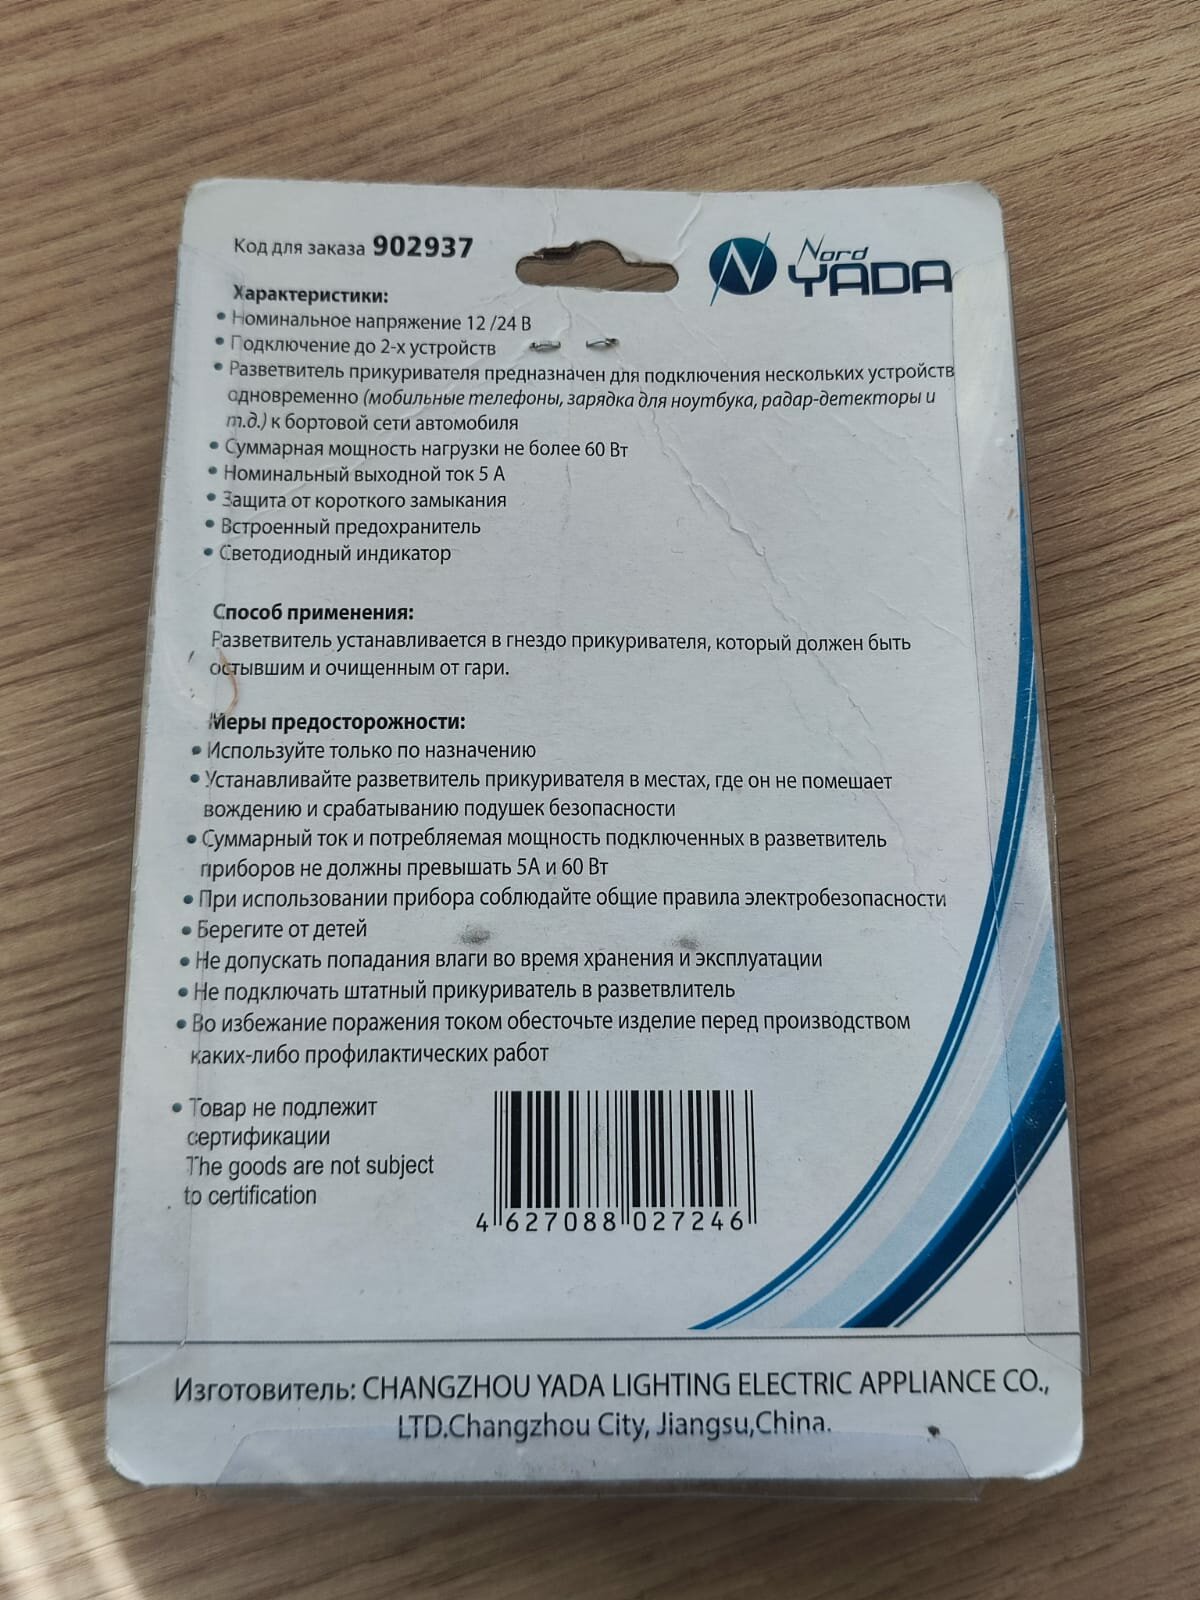 Код для заказа 902937
Nord
YADA
Характеристики:
• Номинальное напряжение 12 /24 В
• Подключение до 2-х устройств
• Разветвитель прикуривателя предназначен для подключения нескольких устройств
одновременно (мобильные телефоны, зарядка для ноутбука, радар-детекторы и
т.д.) к бортовой сети автомобиля
• Суммарная мощность нагрузки не более 60 Вт
• Номинальный выходной ток 5 А
• Защита от короткого замыкания
• Встроенный предохранитель
• Светодиодный индикатор
Способ применения:
Разветвитель устанавливается в гнездо прикуривателя, который должен быть
остывшим и очищенным от гари.
Меры предосторожности:
• Используйте только по назначению
• Устанавливайте разветвитель прикуривателя в местах, где он не помешает
вождению и срабатыванию подушек безопасности
• Суммарный ток и потребляемая мощность подключенных в разветвитель
приборов не должны превышать 5А и 60 Вт
• При использовании прибора соблюдайте общие правила электробезопасности
• Берегите от детей
• Не допускать попадания влаги во время хранения и эксплуатации
• Не подключать штатный прикуриватель в разветвлитель
• Во избежание поражения током обесточьте изделие перед производством
каких-либо профилактических работ
• Товар не подлежит
сертификации
The goods are not subject
to certification
4 627088 027246
Изготовитель: CHANGZHOU YADA LIGHTING ELECTRIC APPLIANCE CO.,
LTD.Changzhou City, Jiangsu,China.